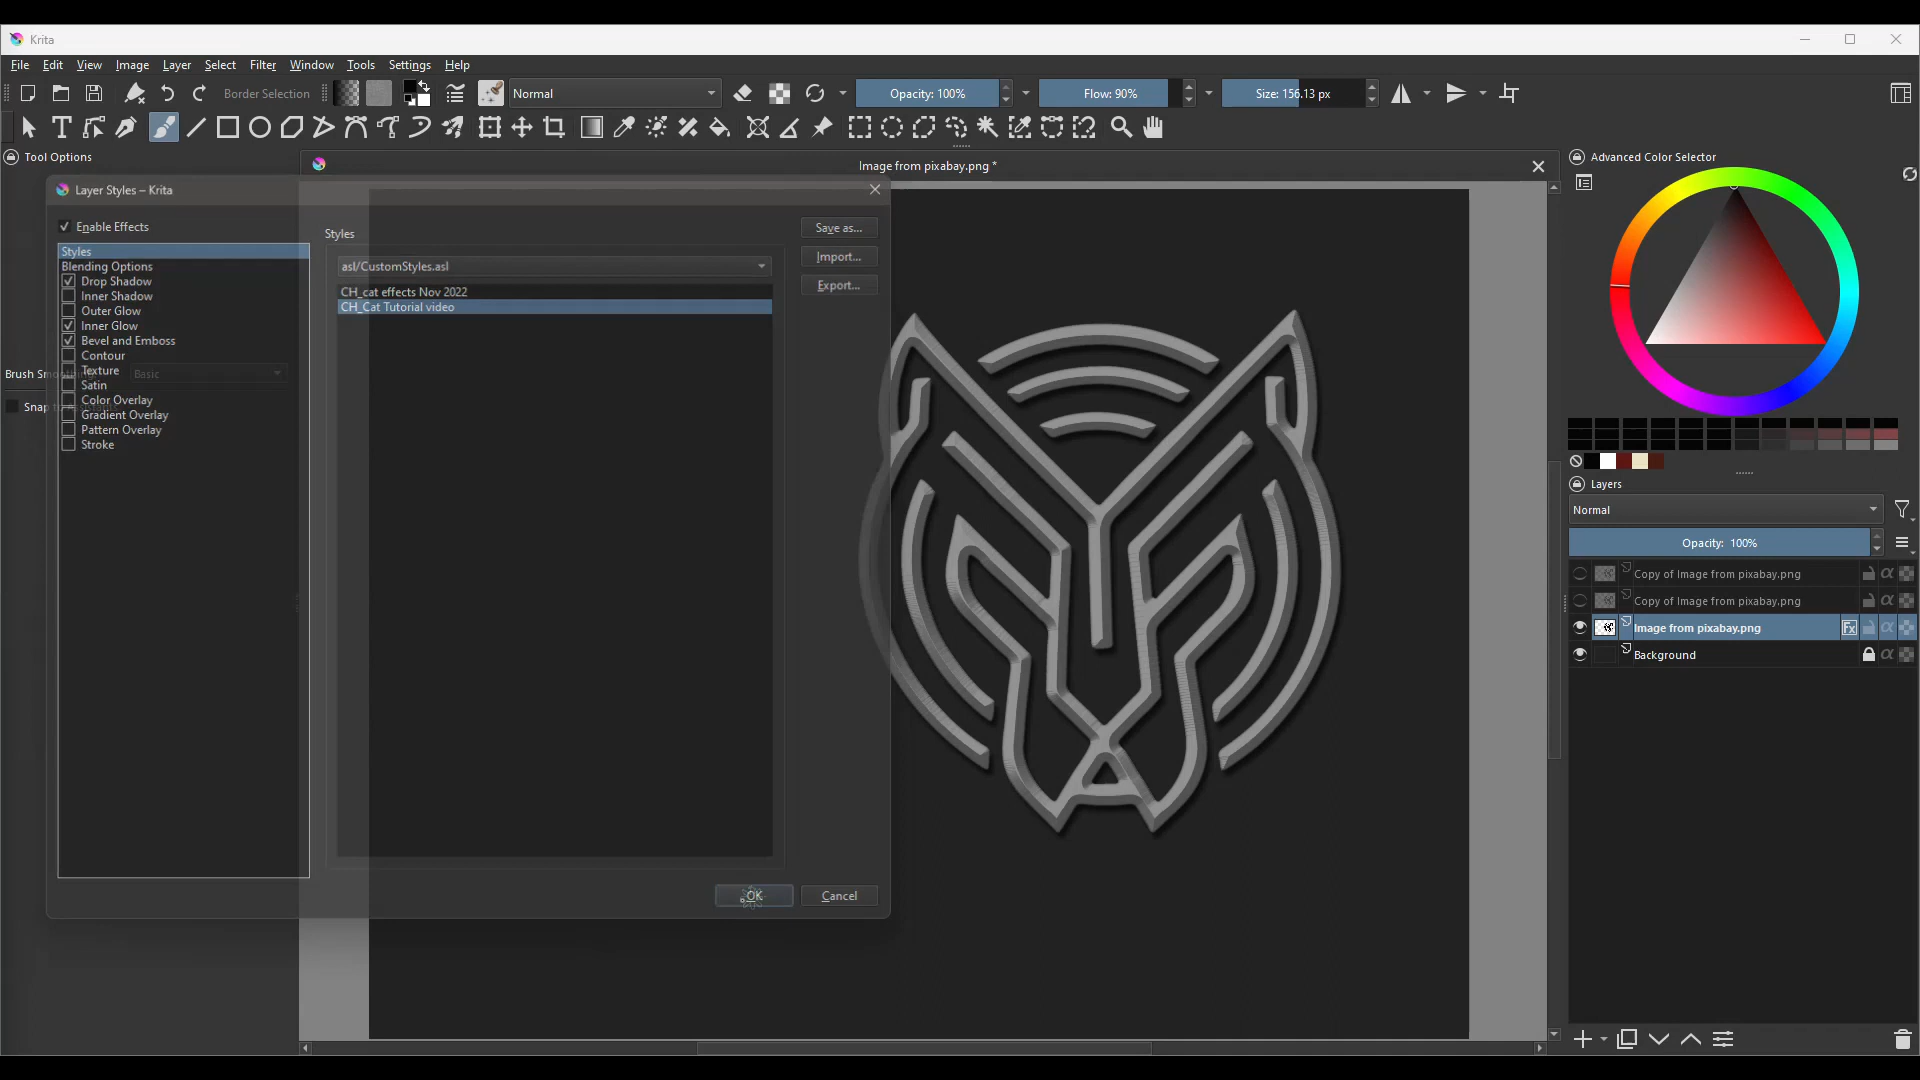 Krita
File Edit View Image Layer Select Filter Tools Settings Window Help
Border Selection
Normal
Opacity: 100%
Flow: 90%
Size: 156.13 px
Tool Options
Image from pixabay.png *
Advanced Color Selector
Layer Styles – Krita
Enable Effects
Styles
Blending Options
Drop Shadow
Inner Shadow
Outer Glow
Inner Glow
Bevel and Emboss
Contour
Texture
Satin
Color Overlay
Gradient Overlay
Pattern Overlay
Stroke
Brush
Basic
Snap
Styles
asl/CustomStyles.asl
CH_cat effects Nov 2022
CH_Cat Tutorial video
Save as...
Import...
Export...
OK
Cancel
Layers
Normal
Opacity: 100%
Copy of Image from pixabay.png
Copy of Image from pixabay.png
Image from pixabay.png
Fx
Background